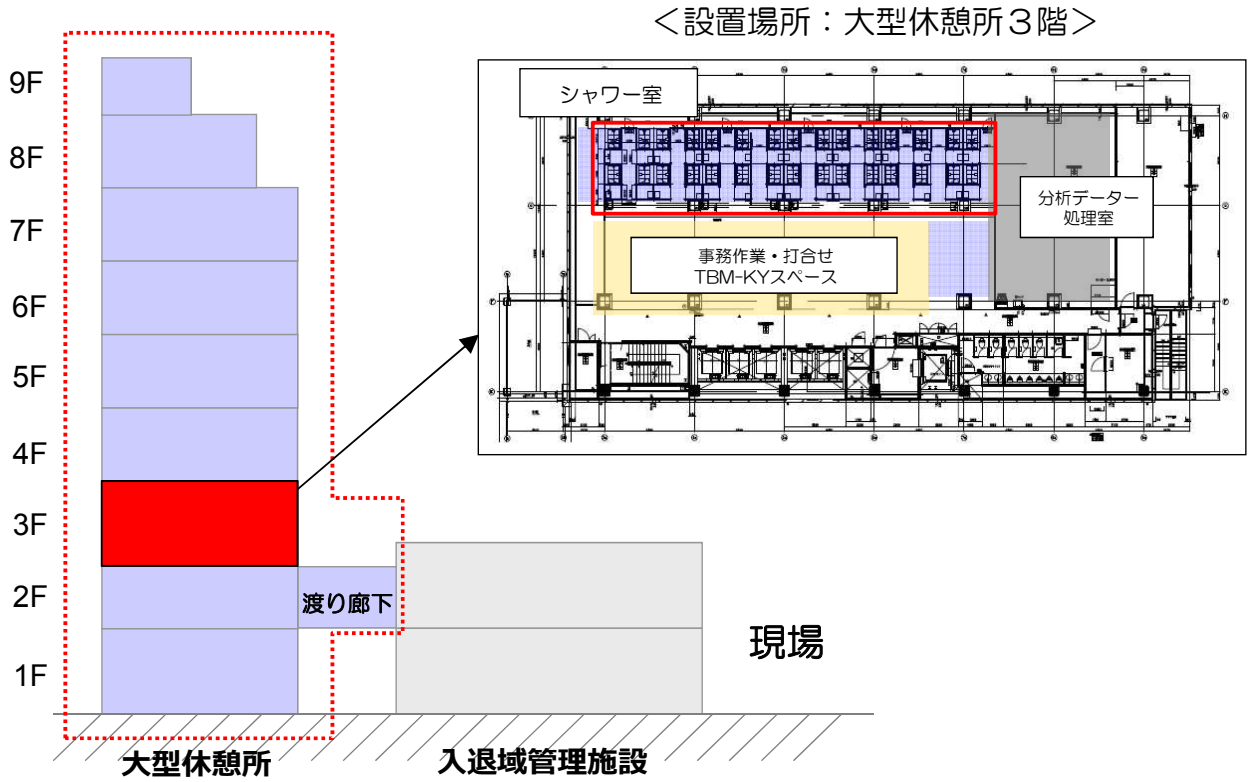 <設置場所：大型休憩所３階>
9F
8F
7F
6F
5F
4F
3F
2F
1F
シャワー室
分析データー
処理室
事務作業・打合せ
TBM-KYスペース
渡り廊下
現場
大型休憩所
入退域管理施設